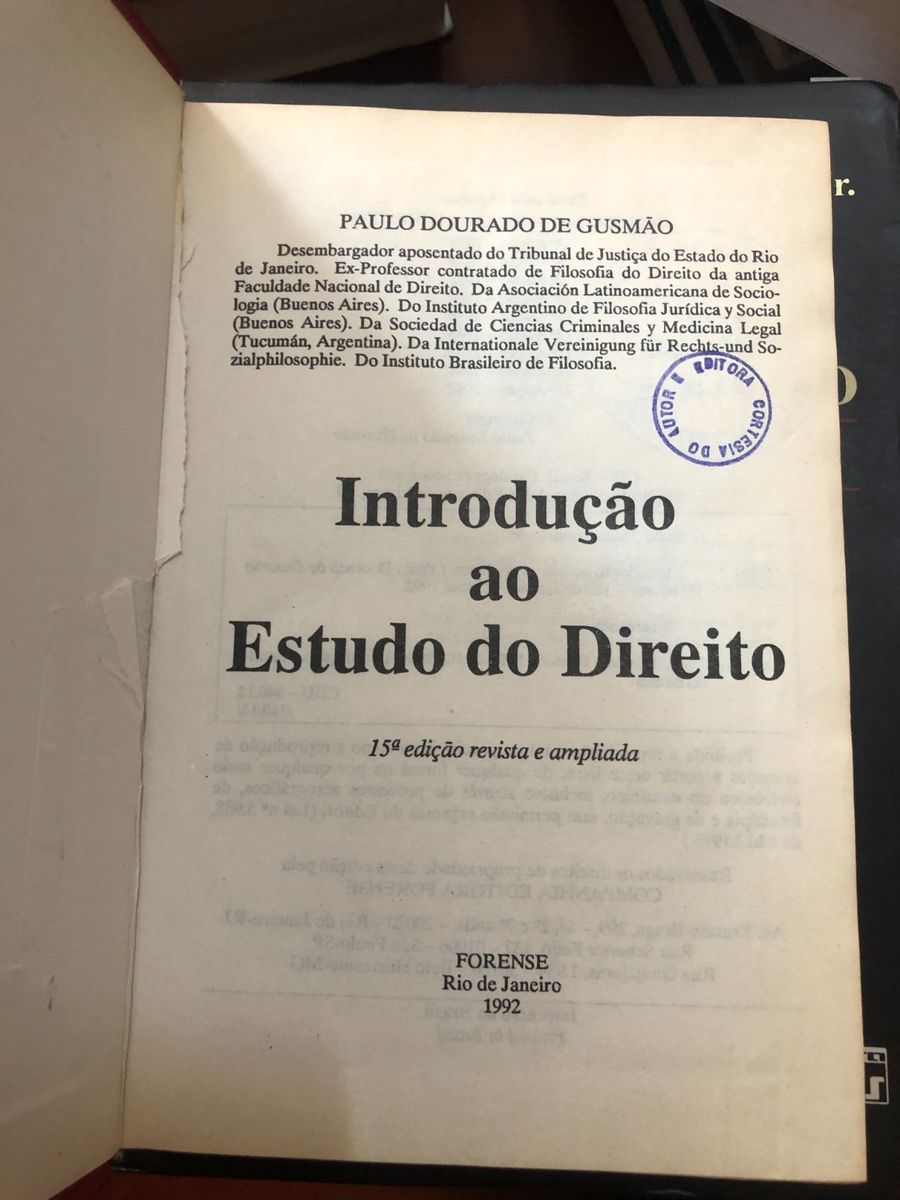 PAULO DOURADO DE GUSMÃO
Desembargador aposentado do Tribunal de Justiça do Estado do Rio
de Janeiro. Ex-Professor contratado de Filosofia do Direito da antiga
Faculdade Nacional de Direito. Da Asociación Latinoamericana de Socio-
logia (Buenos Aires). Do Instituto Argentino de Filosofia Jurídica y Social
(Buenos Aires). Da Sociedad de Ciencias Criminales y Medicina Legal
(Tucumán, Argentina). Da Internationale Vereinigung für Rechts-und So-
zialphilosophie. Do Instituto Brasileiro de Filosofia.
CORTESIA DO AUTOR E EDITORA
Introdução
ao
Estudo do Direito
15ª edição revista e ampliada
FORENSE
Rio de Janeiro
1992
r.
O